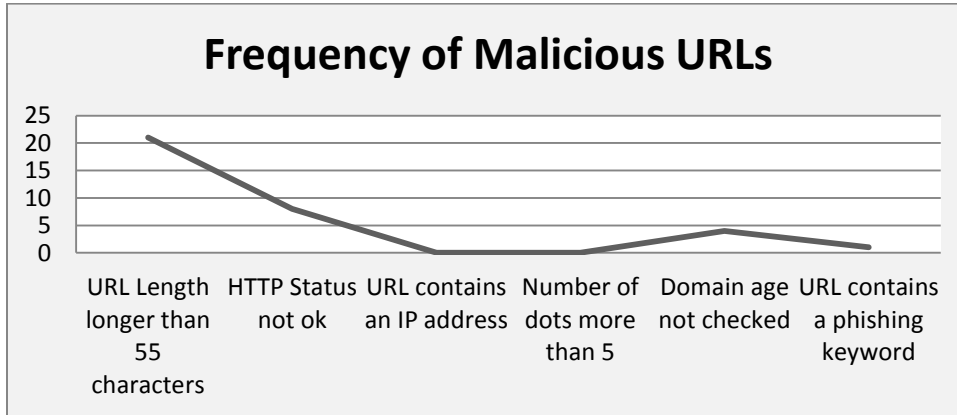 Frequency of Malicious URLs
25
20
15
10
5
0
URL Length
longer than
55
characters
HTTP Status
not ok
URL contains
an IP address
Number of
dots more
than 5
Domain age
not checked
URL contains
a phishing
keyword